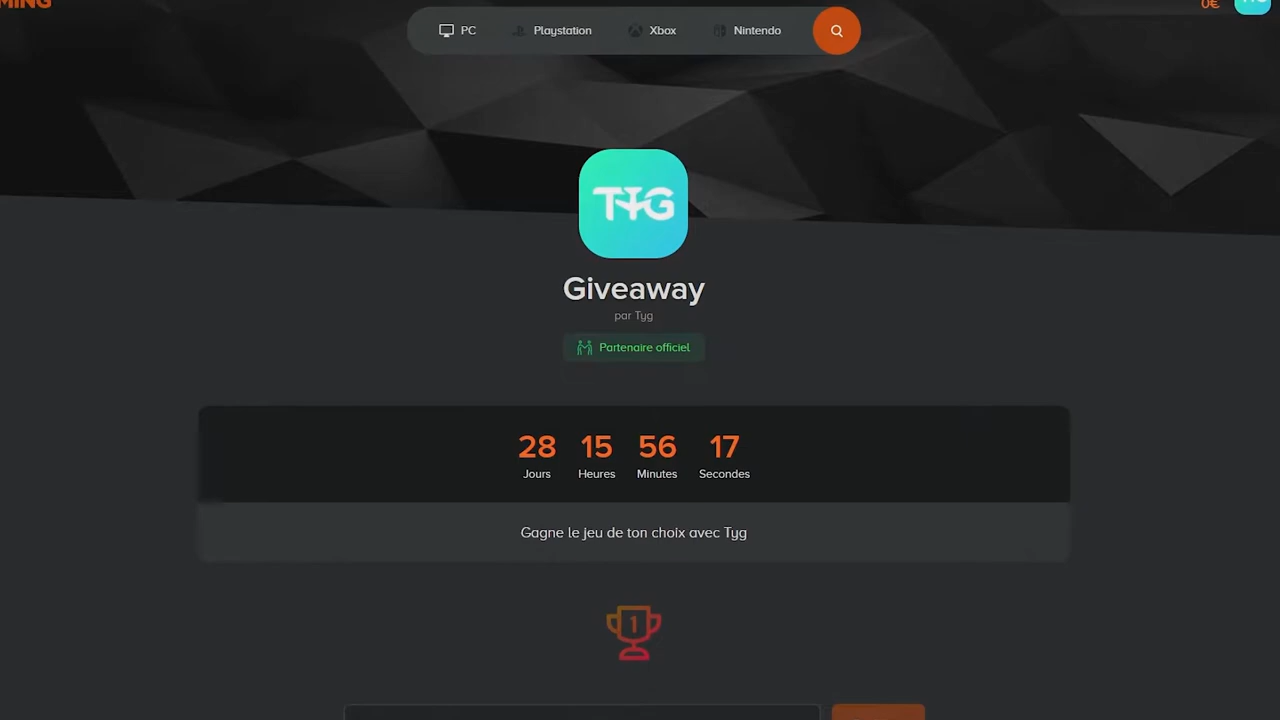 MING
0€
PC Playstation Xbox Nintendo
TYG
Giveaway
par Tyg
Partenaire officiel
28 15 56 17
Jours Heures Minutes Secondes
Gagne le jeu de ton choix avec Tyg
1